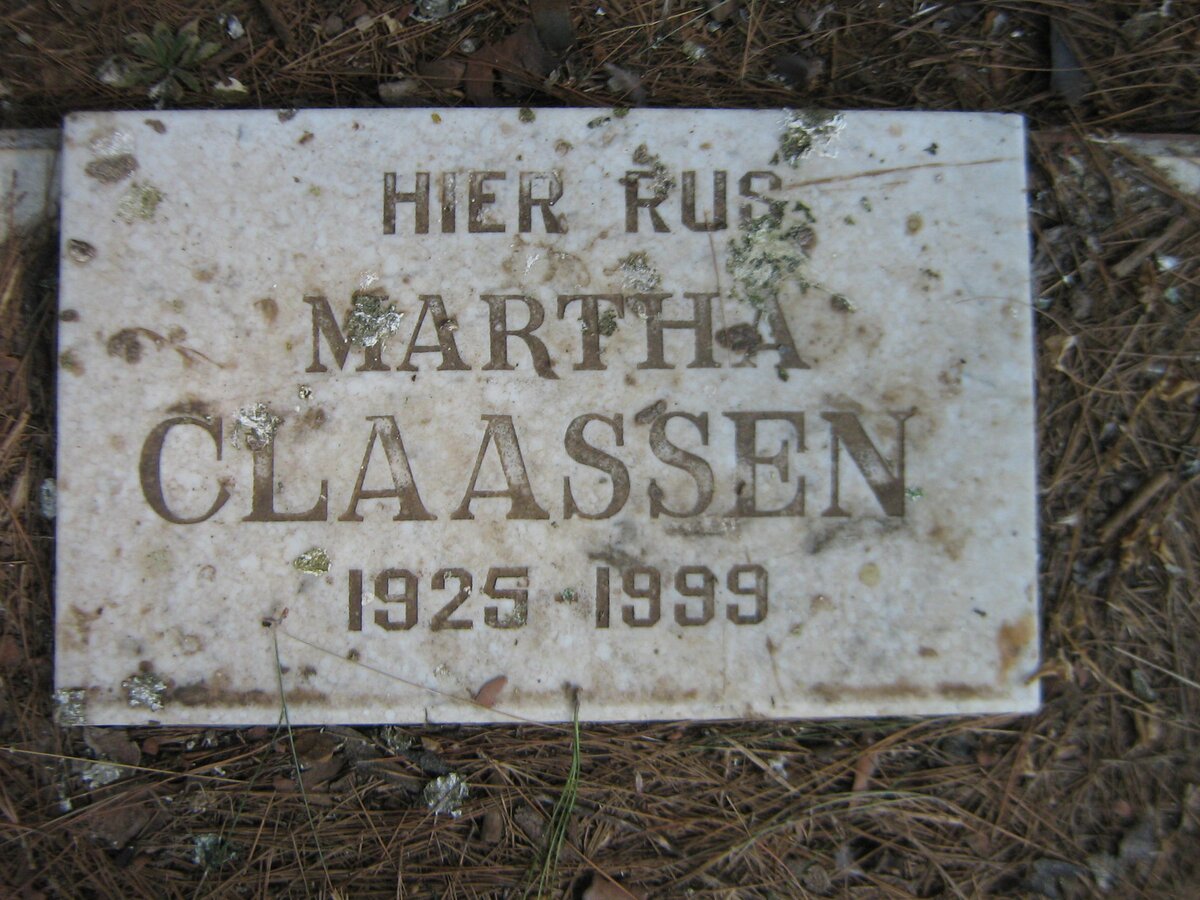 HIER RUS
MARTHA
CLAASSEN
1925 - 1999